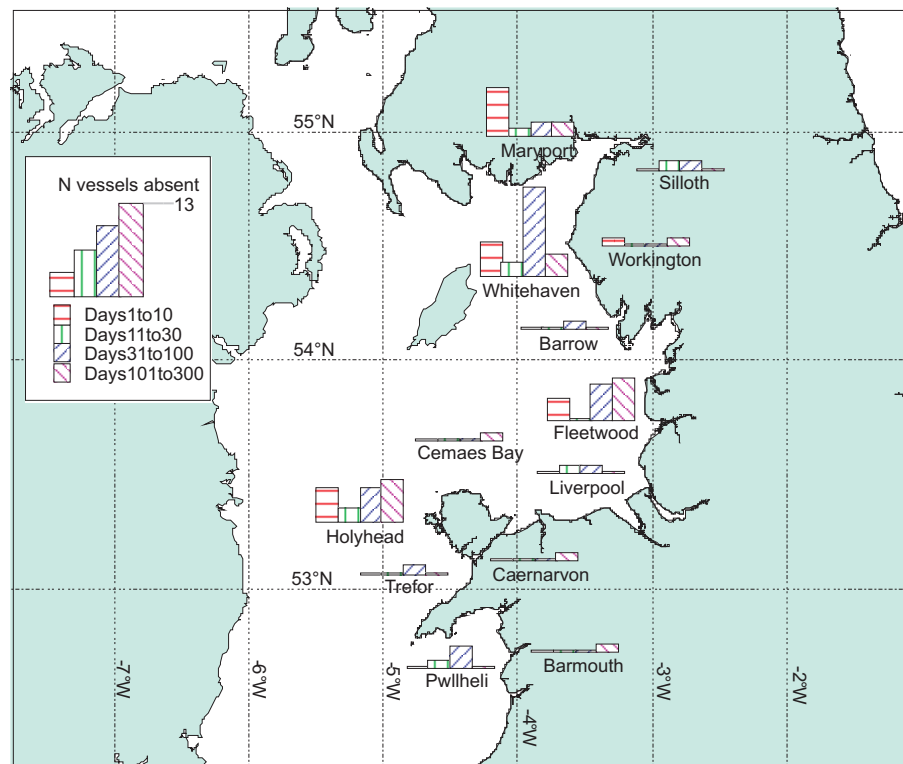 55°N
Maryport
Silloth
N vessels absent
13
Workington
Whitehaven
Days1to10
Days11to30
Days31to100
Days101to300
Barrow
54°N
Fleetwood
Cemaes Bay
Liverpool
Holyhead
Caernarvon
53°N
Trefor
Barmouth
Pwllheli
-7°W
-6°W
-5°W
-4°W
-3°W
-2°W